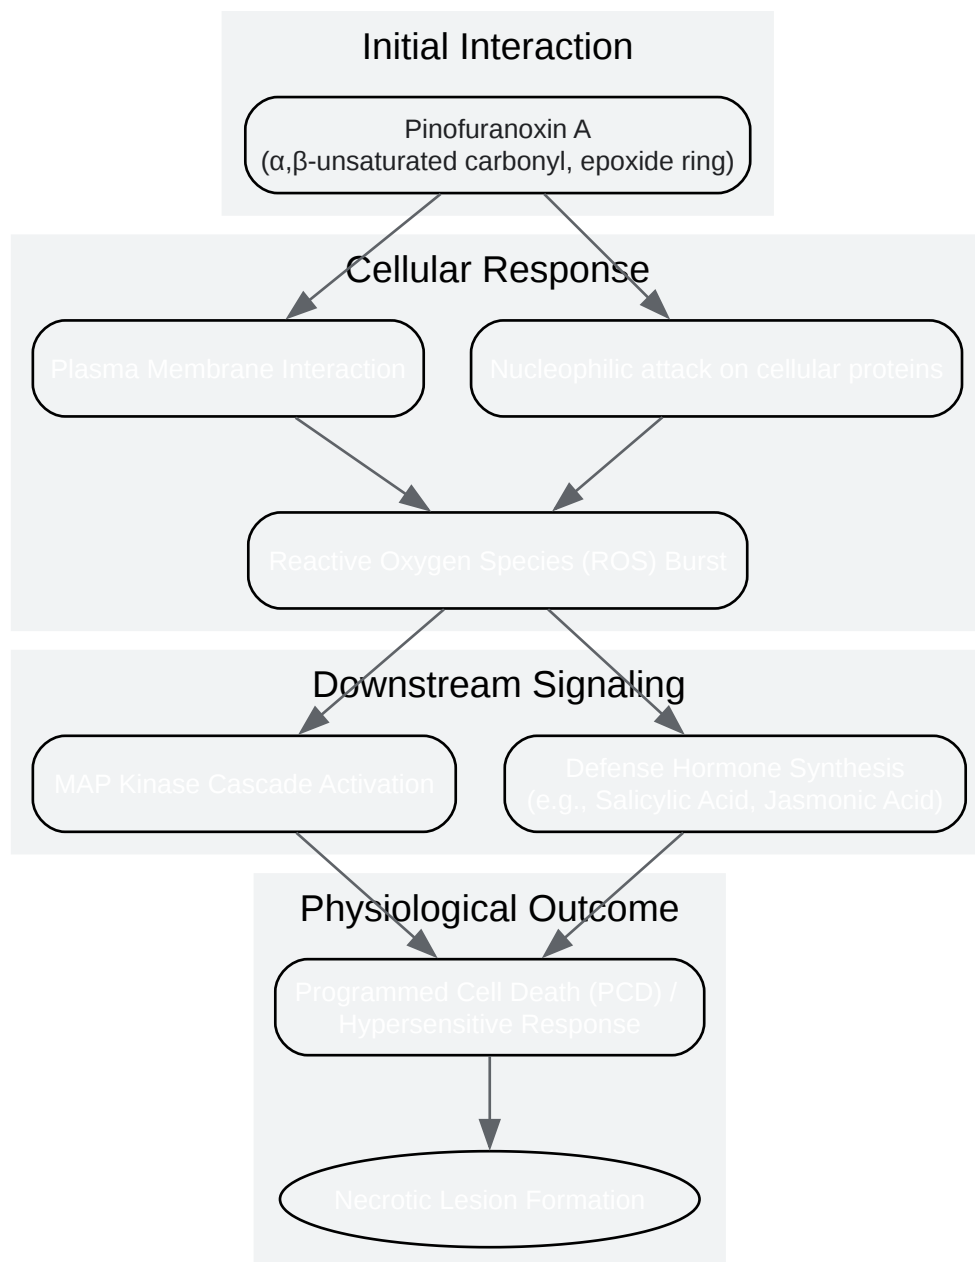 Initial Interaction
Pinofuranoxin A
(α,β-unsaturated carbonyl, epoxide ring)
Cellular Response
Plasma Membrane Interaction
Nucleophilic attack on cellular proteins
Reactive Oxygen Species (ROS) Burst
Downstream Signaling
MAP Kinase Cascade Activation
Defense Hormone Synthesis
(e.g., Salicylic Acid, Jasmonic Acid)
Physiological Outcome
Programmed Cell Death (PCD) /
Hypersensitive Response
Necrotic Lesion Formation